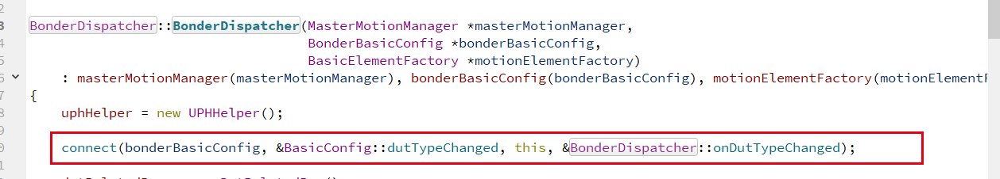 BonderDispatcher::BonderDispatcher(MasterMotionManager *masterMotionManager,
BonderBasicConfig *bonderBasicConfig,
BasicElementFactory *motionElementFactory)
: masterMotionManager(masterMotionManager), bonderBasicConfig(bonderBasicConfig), motionElementFactory(motionElementF
{
uphHelper = new UPHHelper();
connect(bonderBasicConfig, &BasicConfig::dutTypeChanged, this, &BonderDispatcher::onDutTypeChanged);